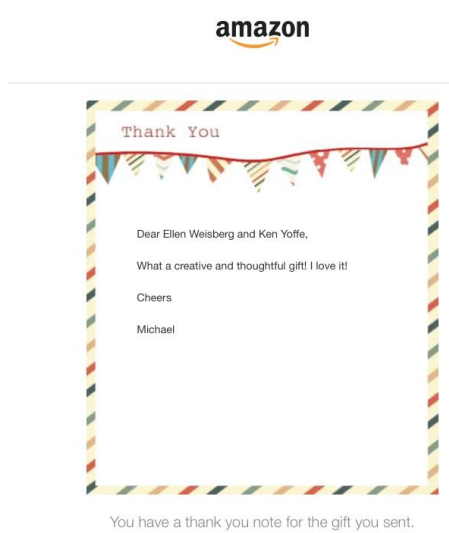 amazon
Thank You
Dear Ellen Weisberg and Ken Yoffe,
What a creative and thoughtful gift! I love it!
Cheers
Michael
You have a thank you note for the gift you sent.